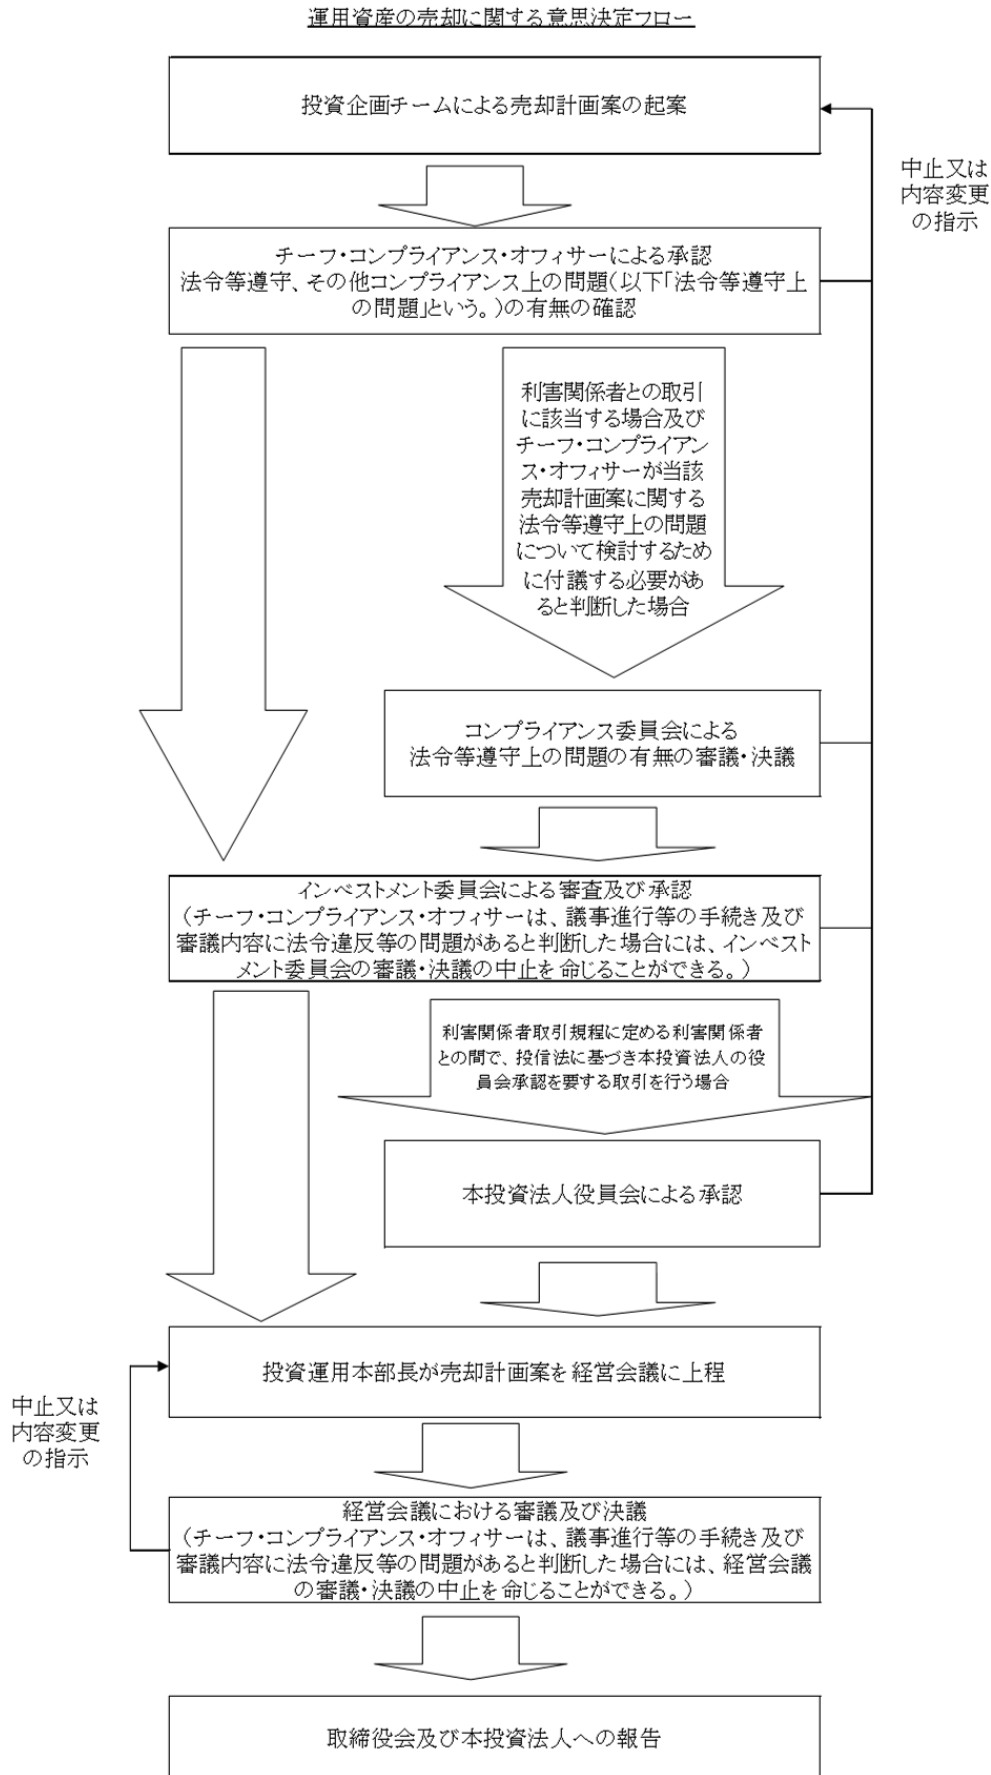 運用資産の売却に関する意思決定フロー
投資企画チームによる売却計画案の起案
中止又は
内容変更
の指示
チーフ・コンプライアンス・オフィサーによる承認
法令等遵守、その他コンプライアンス上の問題(以下「法令等遵守上
の問題」という。)の有無の確認
利害関係者との取引
に該当する場合及び
チーフ・コンプライアン
ス・オフィサーが当該
売却計画案に関する
法令等遵守上の問題
について検討するため
に付議する必要があ
ると判断した場合
コンプライアンス委員会による
法令等遵守上の問題の有無の審議・決議
インベストメント委員会による審査及び承認
(チーフ・コンプライアンス・オフィサーは、議事進行等の手続き及び
審議内容に法令違反等の問題があると判断した場合には、インベスト
メント委員会の審議・決議の中止を命じることができる。)
利害関係者取引規程に定める利害関係者
との間で、投信法に基づき本投資法人の役
員会承認を要する取引を行う場合
本投資法人役員会による承認
投資運用本部長が売却計画案を経営会議に上程
中止又は
内容変更
の指示
経営会議における審議及び決議
(チーフ・コンプライアンス・オフィサーは、議事進行等の手続き及び
審議内容に法令違反等の問題があると判断した場合には、経営会議
の審議・決議の中止を命じることができる。)
取締役会及び本投資法人への報告